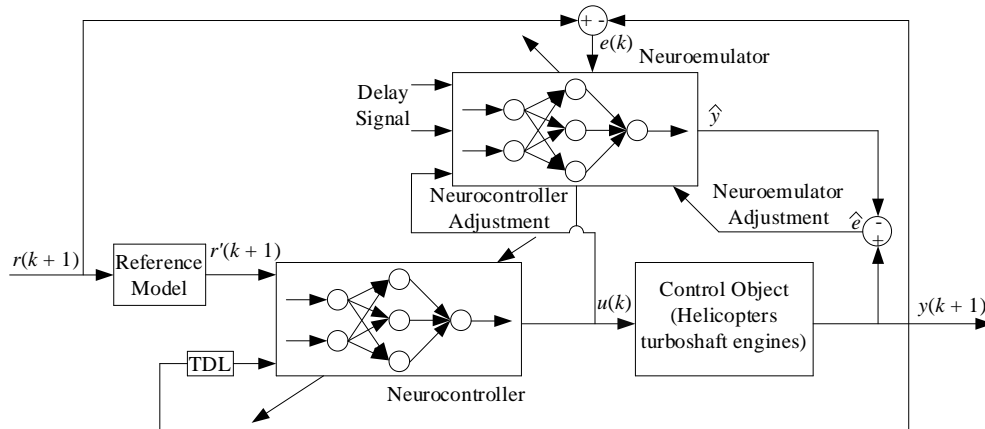 + -
e(k)
Neuroemulator
Delay
Signal
ŷ
Neurocontroller
Adjustment
Neuroemulator
Adjustment
ê
-
+
r(k + 1)
Reference
Model
r'(k + 1)
u(k)
Control Object
(Helicopters
turboshaft engines)
y(k + 1)
TDL
Neurocontroller